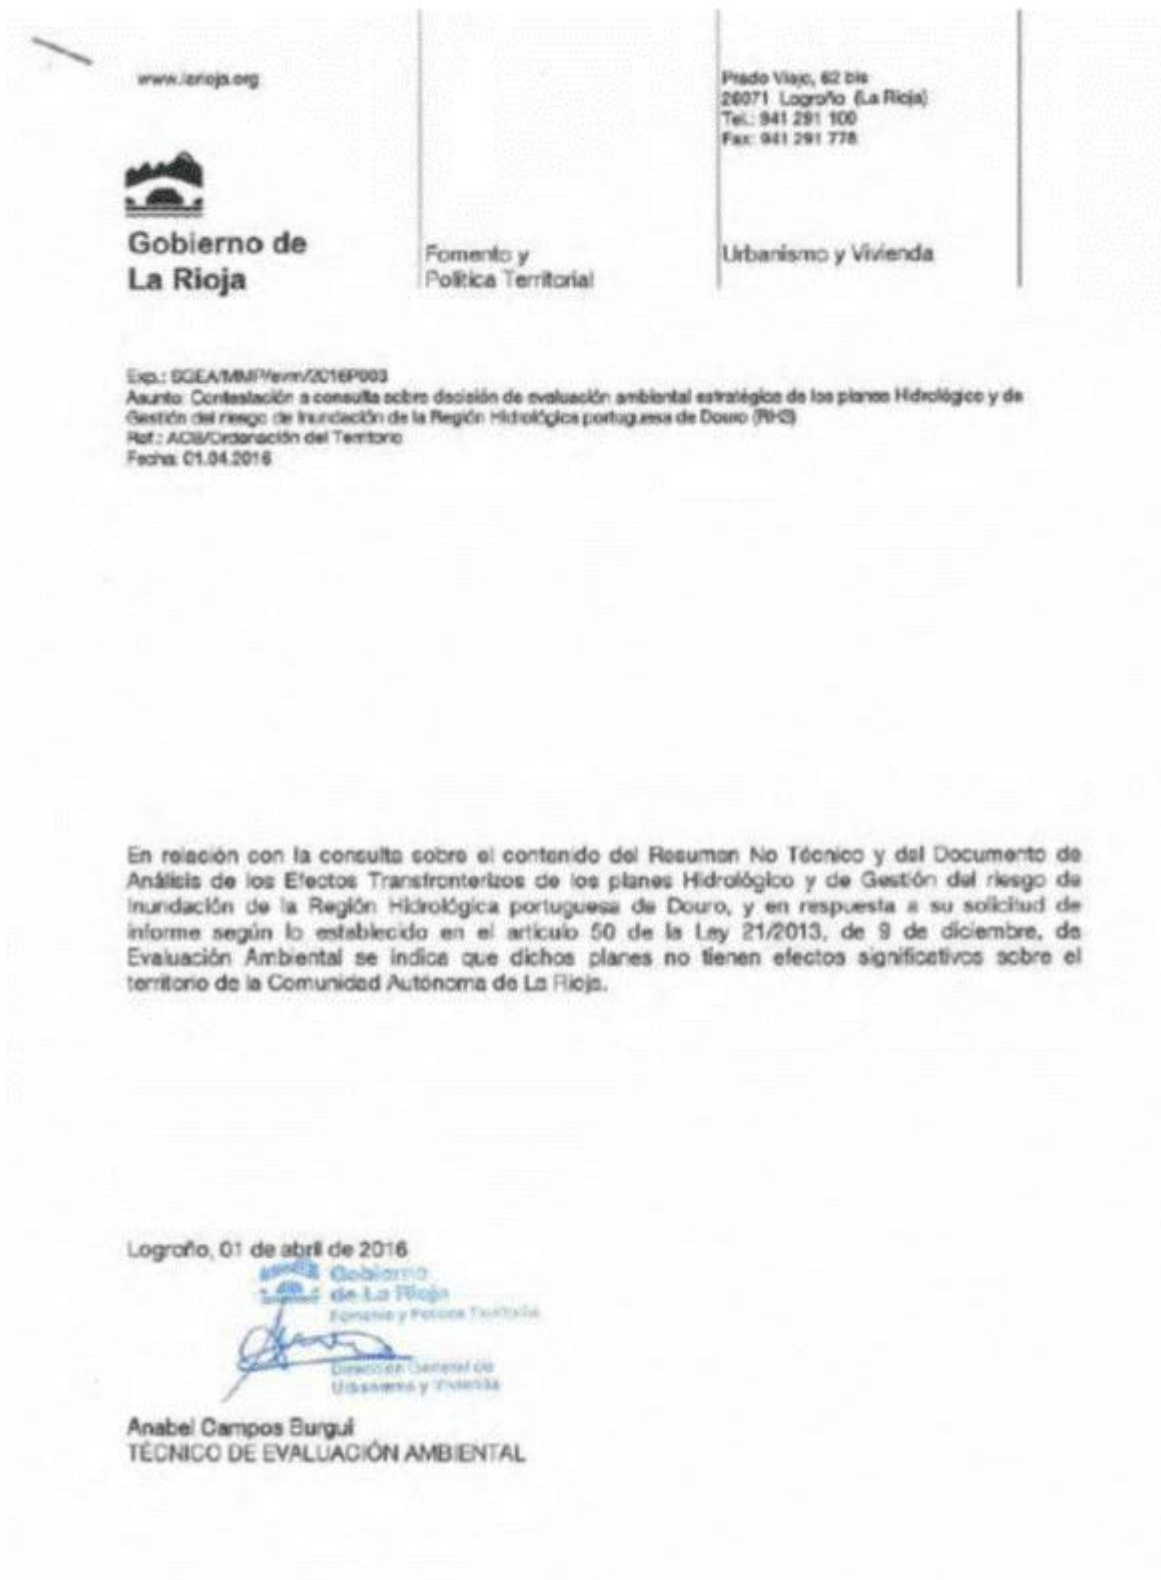 www.larioja.org
Prado Viejo, 62 bis
26071 Logroño (La Rioja)
Tel.: 941 291 100
Fax: 941 291 778
Gobierno de
La Rioja
Fomento y
Política Territorial
Urbanismo y Vivienda
Exp.: SGEA/MMP/evm/2016P003
Asunto: Contestación a consulta sobre decisión de evaluación ambiental estratégica de los planes Hidrológico y de
Gestión del riesgo de Inundación de la Región Hidrológica portuguesa de Douro (RH3)
Ref.: ACB/Ordenación del Territorio
Fecha: 01.04.2016
En relación con la consulta sobre el contenido del Resumen No Técnico y del Documento de
Análisis de los Efectos Transfronterizos de los planes Hidrológico y de Gestión del riesgo de
Inundación de la Región Hidrológica portuguesa de Douro, y en respuesta a su solicitud de
informe según lo establecido en el artículo 50 de la Ley 21/2013, de 9 de diciembre, de
Evaluación Ambiental se indica que dichos planes no tienen efectos significativos sobre el
territorio de la Comunidad Autónoma de La Rioja.
Logroño, 01 de abril de 2016
Gobierno
de La Rioja
Fomento y Política Territorial
Dirección General de
Urbanismo y Vivienda
Anabel Campos Burgui
TÉCNICO DE EVALUACIÓN AMBIENTAL